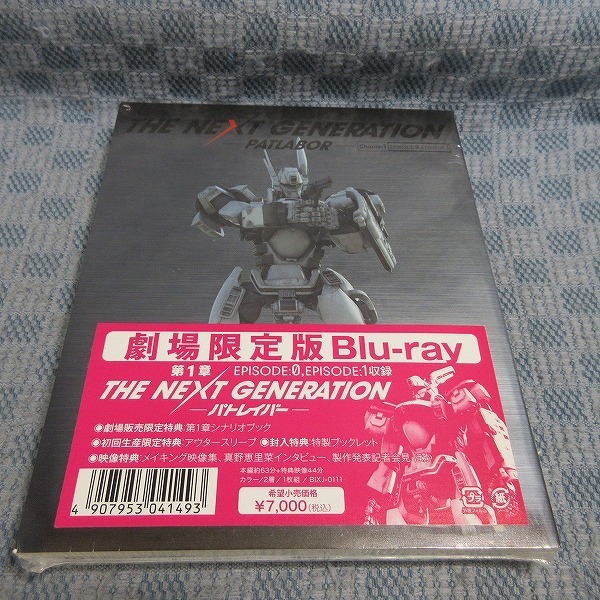 THE NEXT GENERATION
PATLABOR
Chapter1
劇場限定版Blu-ray
第1章 EPISODE:0,EPISODE:1収録
THE NEXT GENERATION
パトレイバー
●劇場販売限定特典:第1章シナリオブック
●初回生産限定特典:アウタースリーブ ●封入特典:特製ブックレット
●映像特典:メイキング映像集、真野恵里菜インタビュー、製作発表記者会見
本編約63分+特典映像44分
カラー/2層/1枚組/BIXJ-0111
希望小売価格
¥7,000(税込)
4 907953 041493
プラ
紙